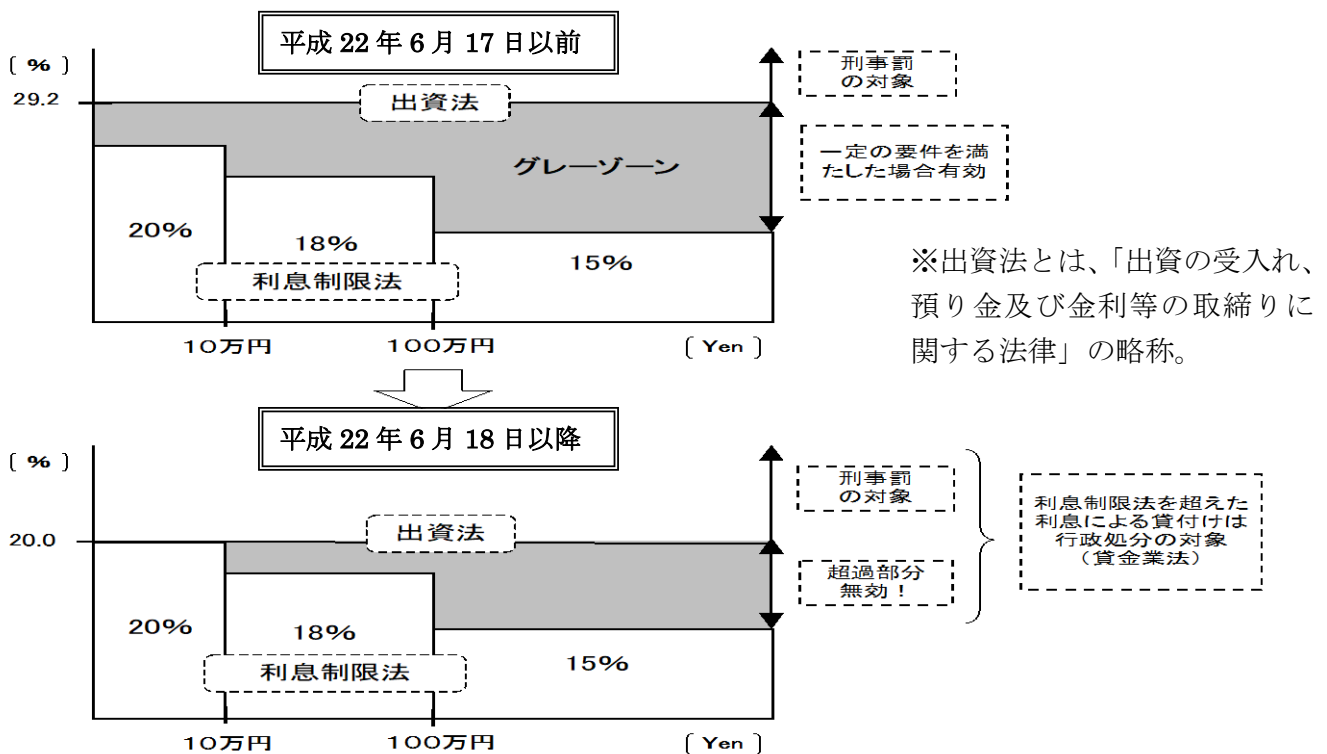 平成 22 年 6 月 17 日以前
〔 % 〕
29.2
出資法
グレーゾーン
20%
18%
15%
利息制限法
10万円
100万円
〔 Yen 〕
刑事罰
の対象
一定の要件を満
たした場合有効
※出資法とは、「出資の受入れ、
預り金及び金利等の取締りに
関する法律」の略称。
平成 22 年 6 月 18 日以降
〔 % 〕
20.0
出資法
20%
18%
15%
利息制限法
10万円
100万円
〔 Yen 〕
刑事罰
の対象
超過部分
無効！
利息制限法を超えた
利息による貸付けは
行政処分の対象
（貸金業法）